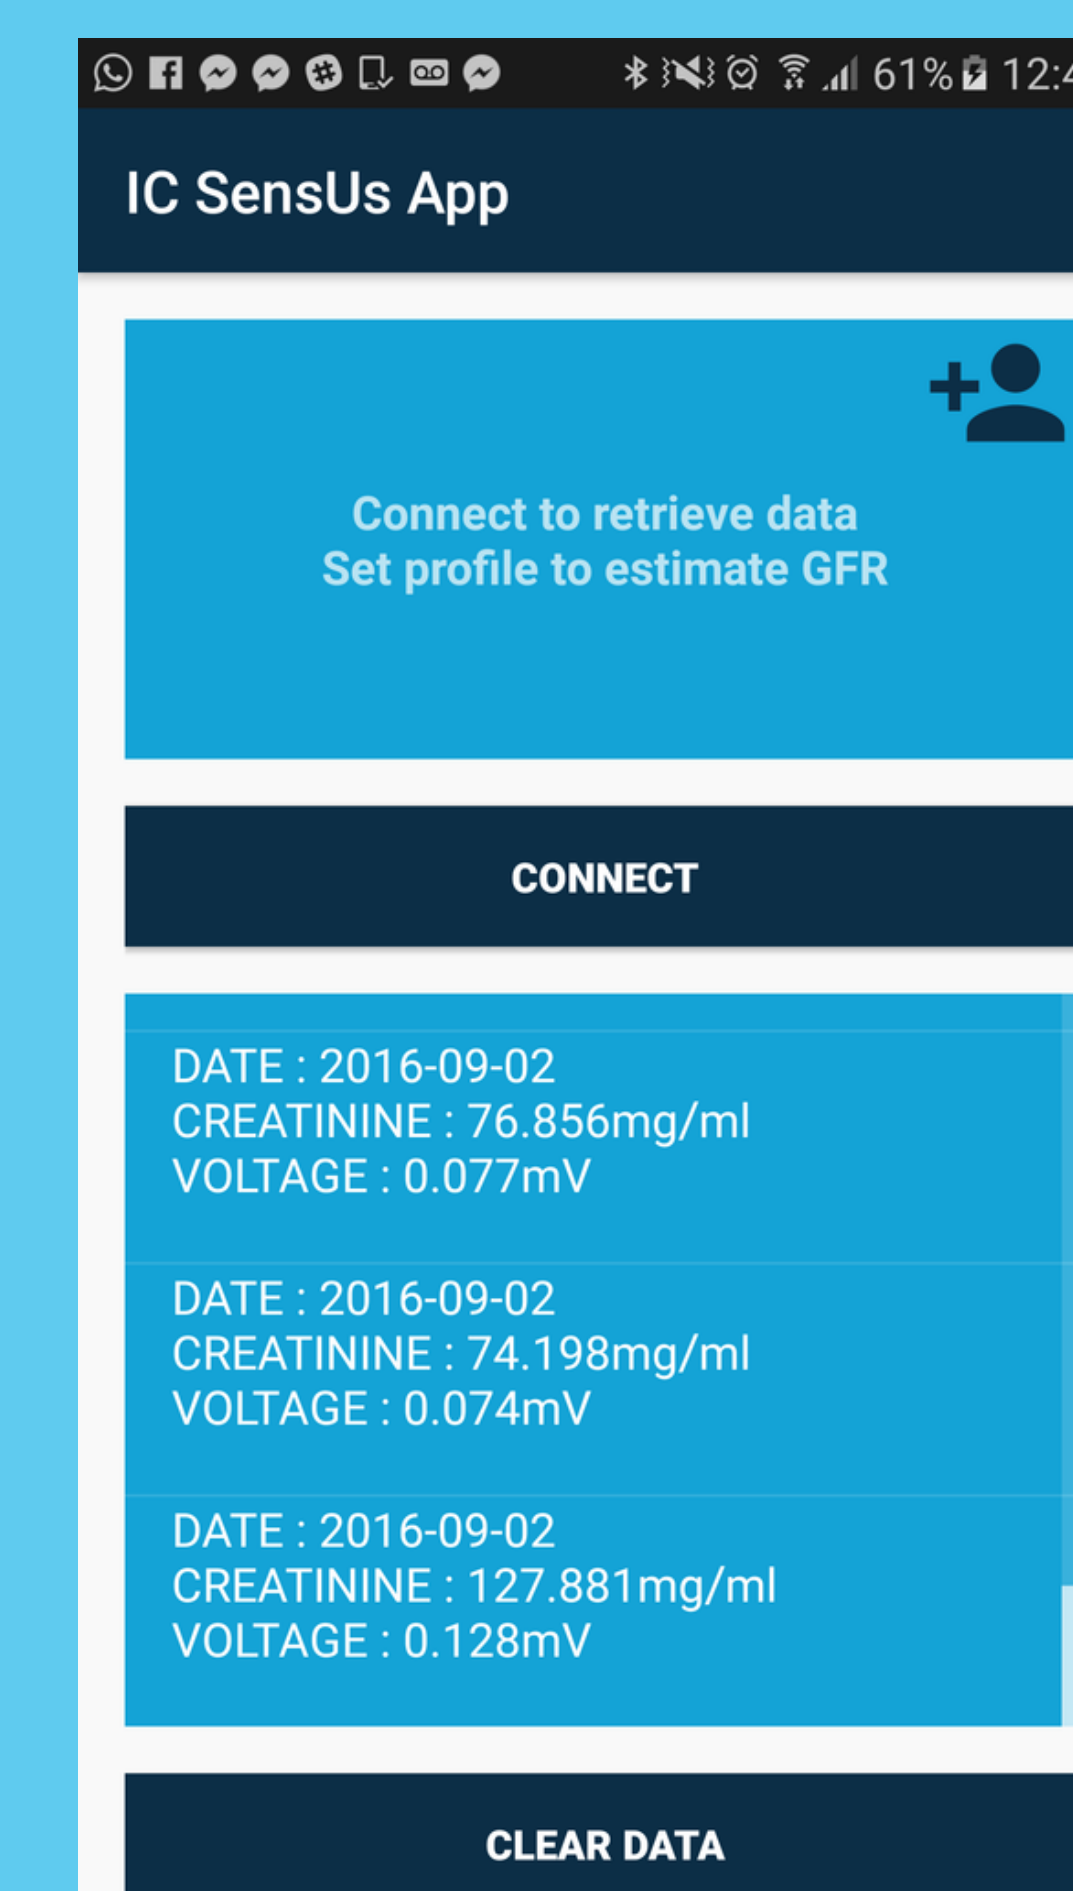 61% 12:4
IC SensUs App
Connect to retrieve data
Set profile to estimate GFR
CONNECT
DATE : 2016-09-02
CREATININE : 76.856mg/ml
VOLTAGE : 0.077mV
DATE : 2016-09-02
CREATININE : 74.198mg/ml
VOLTAGE : 0.074mV
DATE : 2016-09-02
CREATININE : 127.881mg/ml
VOLTAGE : 0.128mV
CLEAR DATA